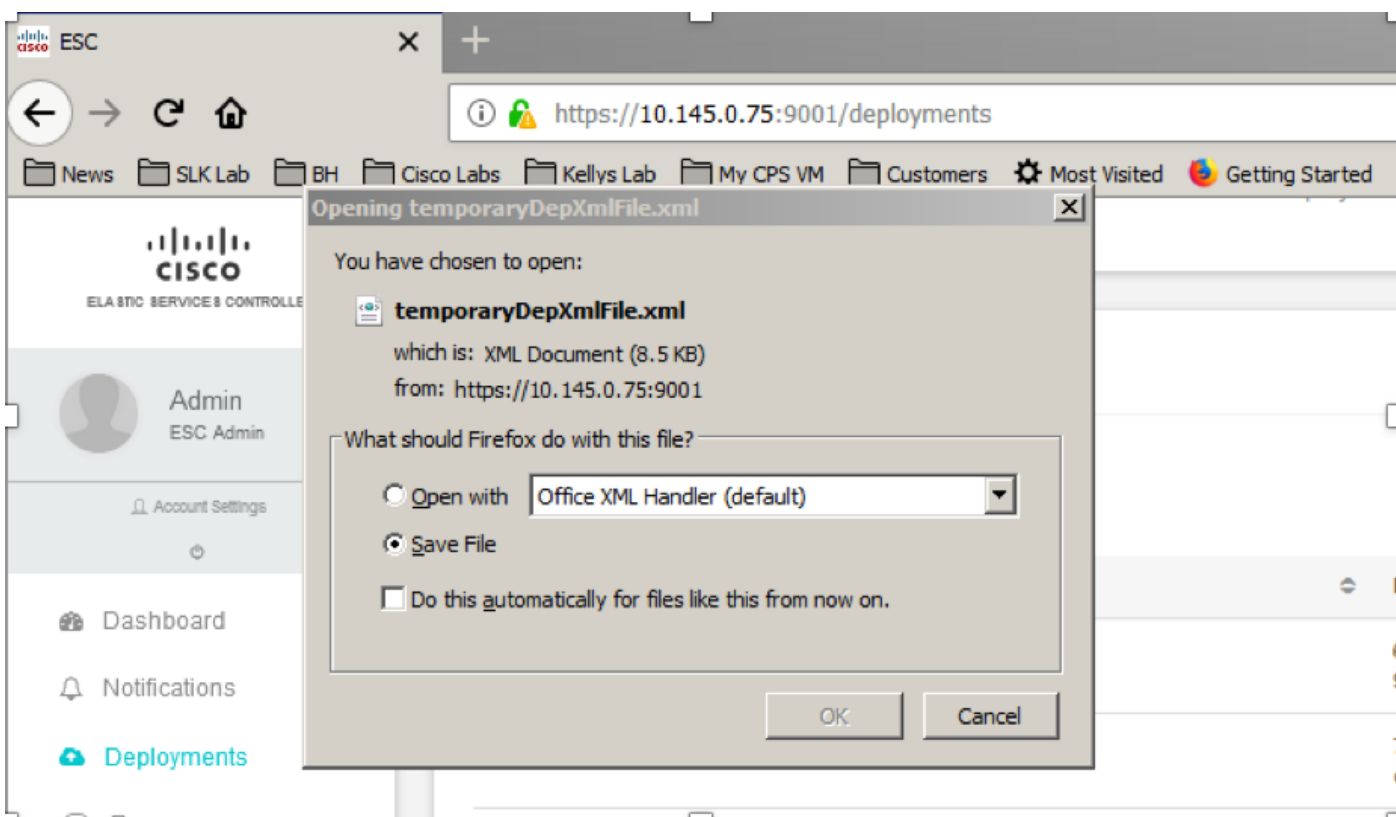 ESC
https://10.145.0.75:9001/deployments
News SLK Lab BH Cisco Labs Kellys Lab My CPS VM Customers Most Visited Getting Started
CISCO
ELASTIC SERVICES CONTROLLE
Admin
ESC Admin
Account Settings
Dashboard
Notifications
Deployments
Opening temporaryDepXmlFile.xml
You have chosen to open:
temporaryDepXmlFile.xml
which is: XML Document (8.5 KB)
from: https://10.145.0.75:9001
What should Firefox do with this file?
Open with Office XML Handler (default)
Save File
Do this automatically for files like this from now on.
OK Cancel